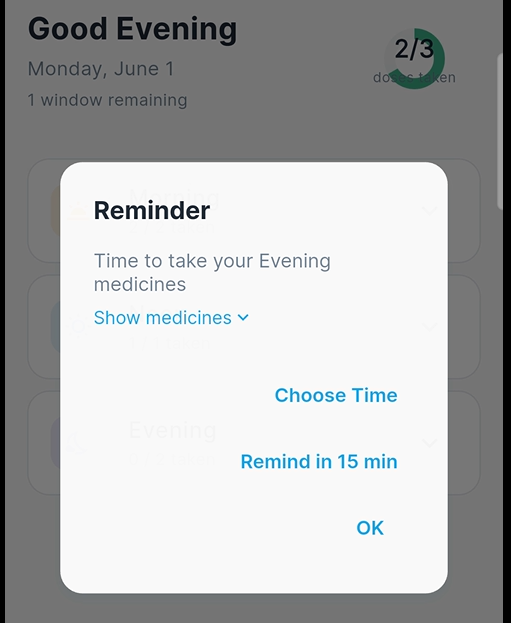 Good Evening
Monday, June 1
1 window remaining
2/3
doses taken
Morning
Reminder
Time to take your Evening
medicines
Show medicines
Choose Time
Evening
Remind in 15 min
OK